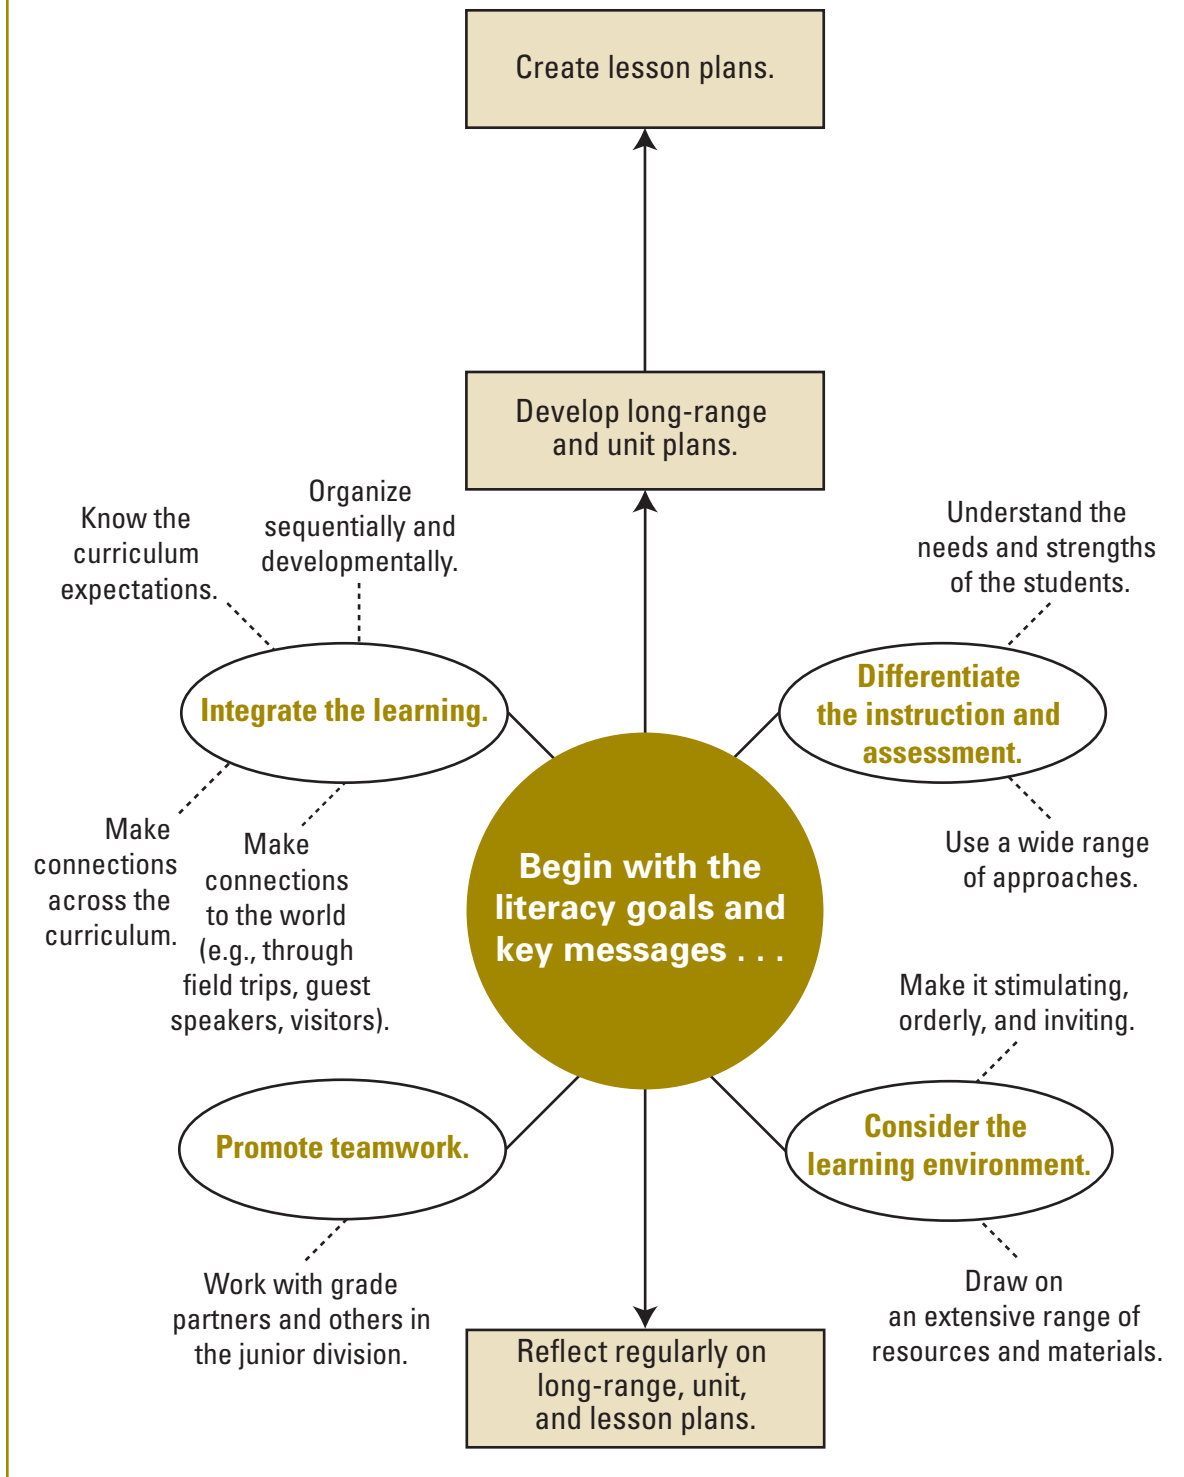 Create lesson plans.
Develop long-range
and unit plans.
Know the
curriculum
expectations.
Organize
sequentially and
developmentally.
Understand the
needs and strengths
of the students.
Integrate the learning.
Differentiate
the instruction and
assessment.
Make
connections
across the
curriculum.
Make
connections
to the world
(e.g., through
field trips, guest
speakers, visitors).
Begin with the
literacy goals and
key messages . . .
Use a wide range
of approaches.
Make it stimulating,
orderly, and inviting.
Promote teamwork.
Consider the
learning environment.
Work with grade
partners and others in
the junior division.
Draw on
an extensive range of
resources and materials.
Reflect regularly on
long-range, unit,
and lesson plans.